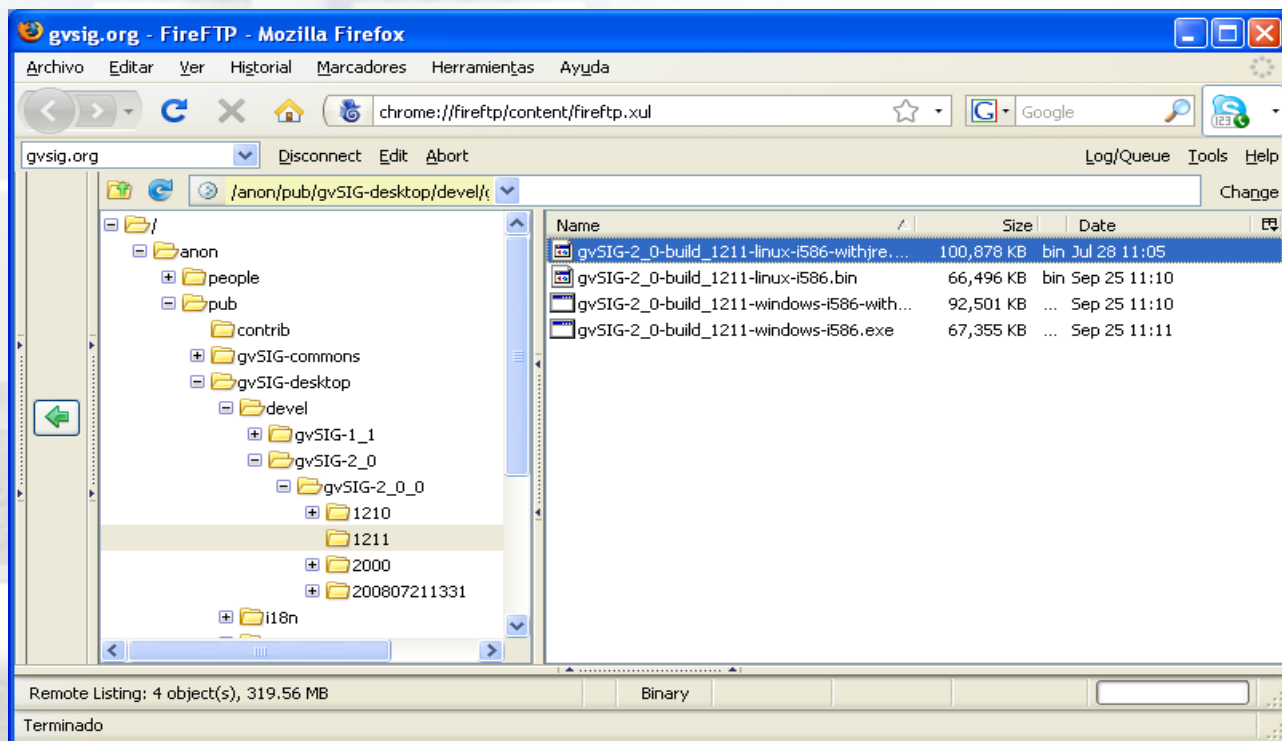 gvsig.org - FireFTP - Mozilla Firefox
Archivo Editar Ver Historial Marcadores Herramientas Ayuda
chrome://fireftp/content/fireftp.xul
G Google
123
gvsig.org Disconnect Edit Abort Log/Queue Tools Help
/anon/pub/gvSIG-desktop/devel/ Change
/
anon
people
pub
contrib
gvSIG-commons
gvSIG-desktop
devel
gvSIG-1_1
gvSIG-2_0
gvSIG-2_0_0
1210
1211
2000
200807211331
i18n
Name Size Date
gvSIG-2_0-build_1211-linux-i586-withjre.... 100,878 KB bin Jul 28 11:05
gvSIG-2_0-build_1211-linux-i586.bin 66,496 KB bin Sep 25 11:10
gvSIG-2_0-build_1211-windows-i586-with... 92,501 KB ... Sep 25 11:10
gvSIG-2_0-build_1211-windows-i586.exe 67,355 KB ... Sep 25 11:11
Remote Listing: 4 object(s), 319.56 MB Binary
Terminado